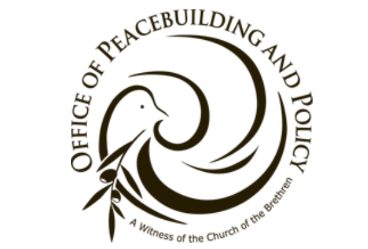 OFFICE OF PEACEBUILDING AND POLICY
A Witness of the Church of the Brethren